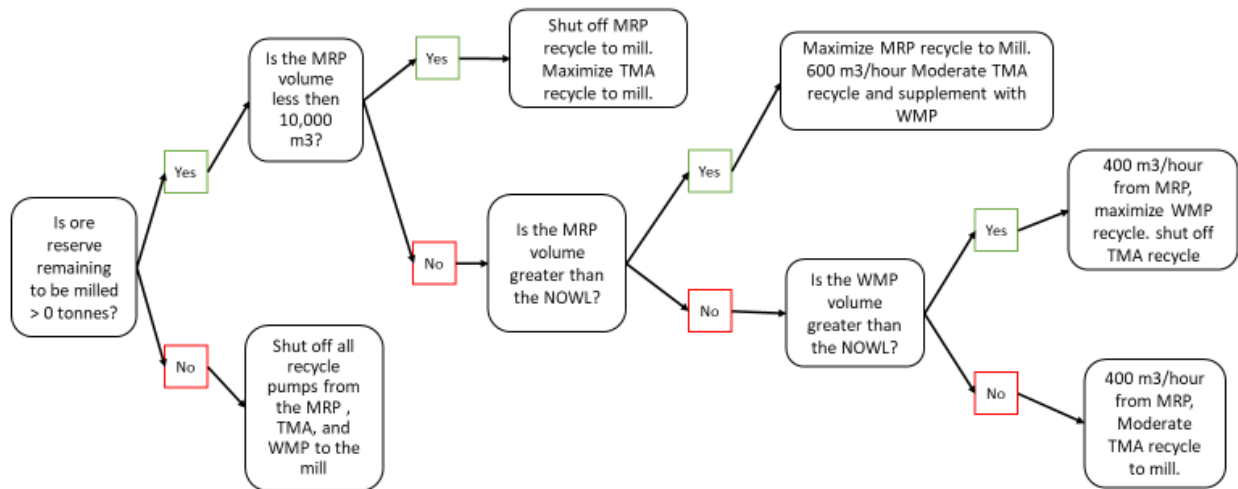 Is ore
reserve
remaining
to be milled
> 0 tonnes?
Yes
No
Is the MRP
volume
less then
10,000
m3?
Shut off all
recycle
pumps from
the MRP ,
TMA, and
WMP to the
mill
Yes
No
Shut off MRP
recycle to mill.
Maximize TMA
recycle to mill.
Is the MRP
volume
greater than
the NOWL?
Yes
No
Maximize MRP recycle to Mill.
600 m3/hour Moderate TMA
recycle and supplement with
WMP
Is the WMP
volume
greater than
the NOWL?
Yes
No
400 m3/hour
from MRP,
maximize WMP
recycle. shut off
TMA recycle
400 m3/hour
from MRP,
Moderate
TMA recycle
to mill.